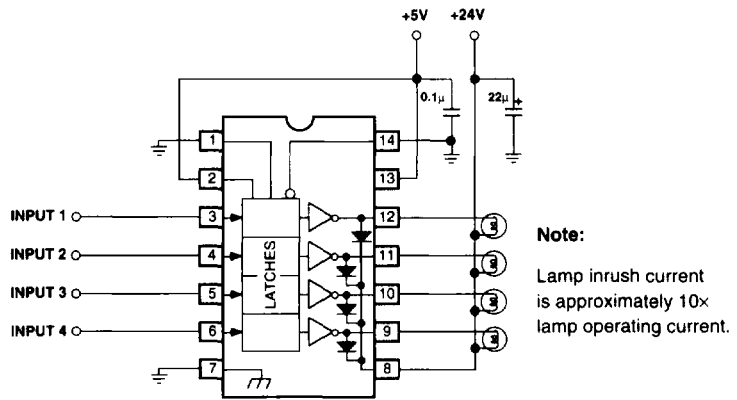 +5V +24V
0.1µ 22µ
1 14
2 13
INPUT 1 3 12
INPUT 2 4 11
INPUT 3 5 10
INPUT 4 6 9
7 8
LATCHES
Note:
Lamp inrush current
is approximately 10×
lamp operating current.